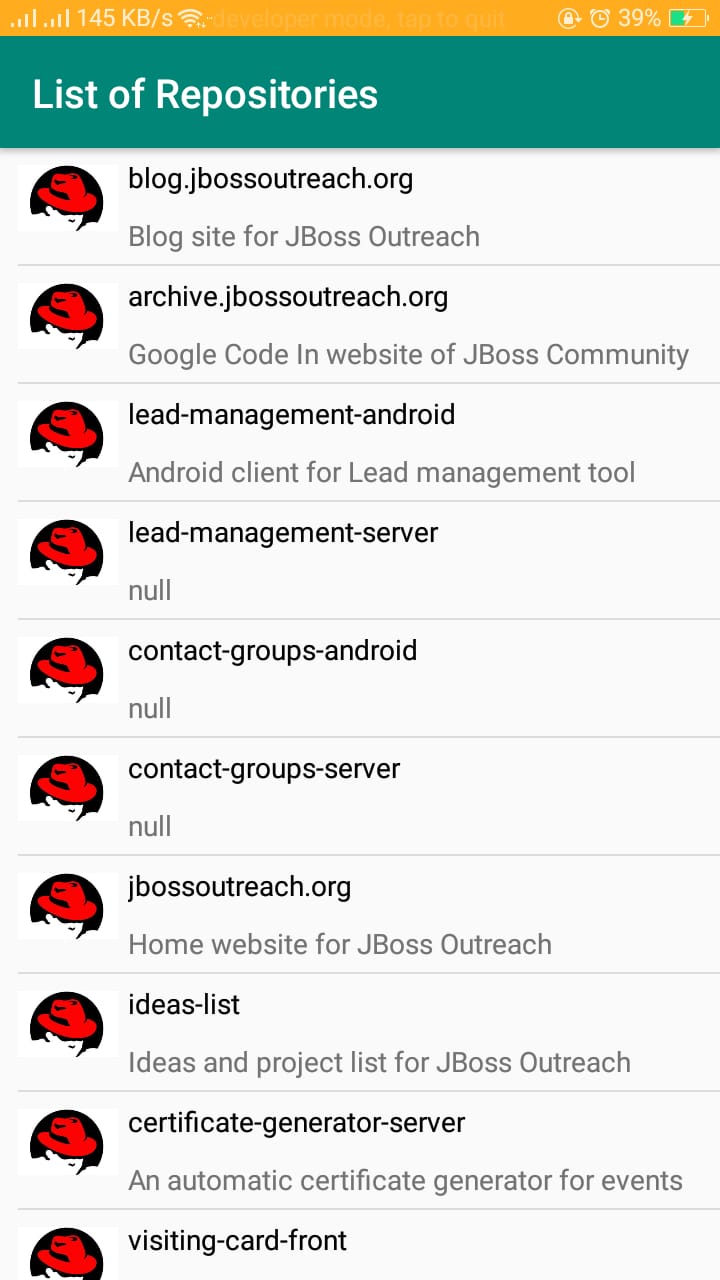 145 KB/s developer mode, tap to quit 39%
List of Repositories
blog.jbossoutreach.org
Blog site for JBoss Outreach
archive.jbossoutreach.org
Google Code In website of JBoss Community
lead-management-android
Android client for Lead management tool
lead-management-server
null
contact-groups-android
null
contact-groups-server
null
jbossoutreach.org
Home website for JBoss Outreach
ideas-list
Ideas and project list for JBoss Outreach
certificate-generator-server
An automatic certificate generator for events
visiting-card-front